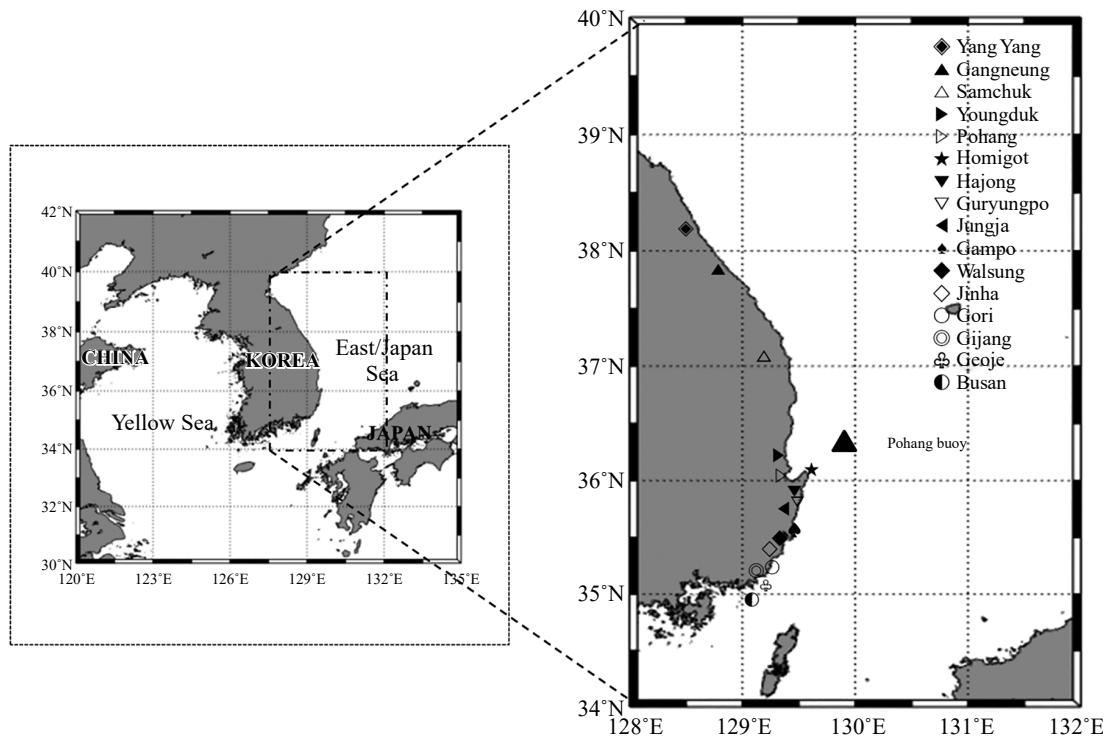 42˚N
40˚N
38˚N
36˚N
34˚N
32˚N
30˚N
120˚E
123˚E
126˚E
129˚E
132˚E
135˚E
CHINA
KOREA
East/Japan
Sea
Yellow Sea
JAPAN
40˚N
39˚N
38˚N
37˚N
36˚N
35˚N
34˚N
128˚E
129˚E
130˚E
131˚E
132˚E
Yang Yang
Gangneung
Samchuk
Youngduk
Pohang
Homigot
Hajong
Guryungpo
Jungja
Gampo
Walsung
Jinha
Gori
Gijang
Geoje
Busan
Pohang buoy